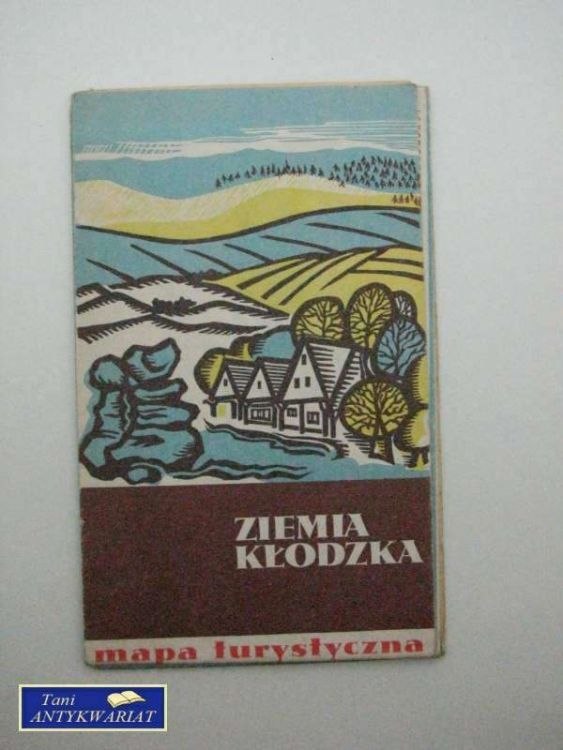 ZIEMIA
KŁODZKA
mapa turystyczna
Tani
ANTYKWARIAT